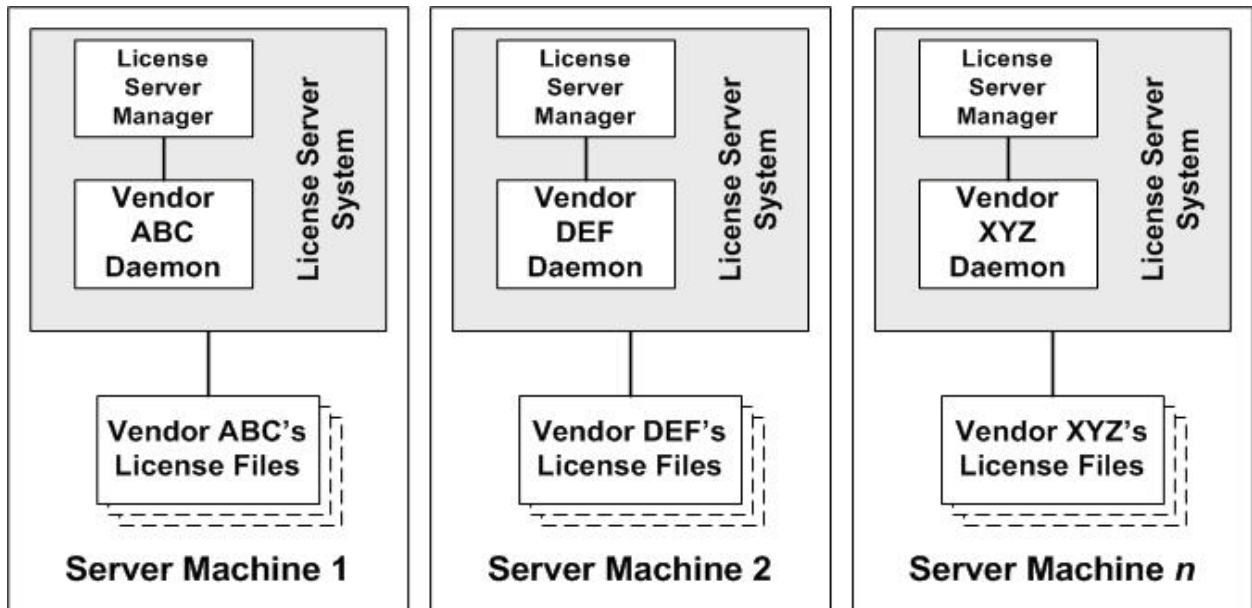 License
Server
Manager
Vendor
ABC
Daemon
License Server
System
Vendor ABC's
License Files
Server Machine 1
License
Server
Manager
Vendor
DEF
Daemon
License Server
System
Vendor DEF's
License Files
Server Machine 2
License
Server
Manager
Vendor
XYZ
Daemon
License Server
System
Vendor XYZ's
License Files
Server Machine n